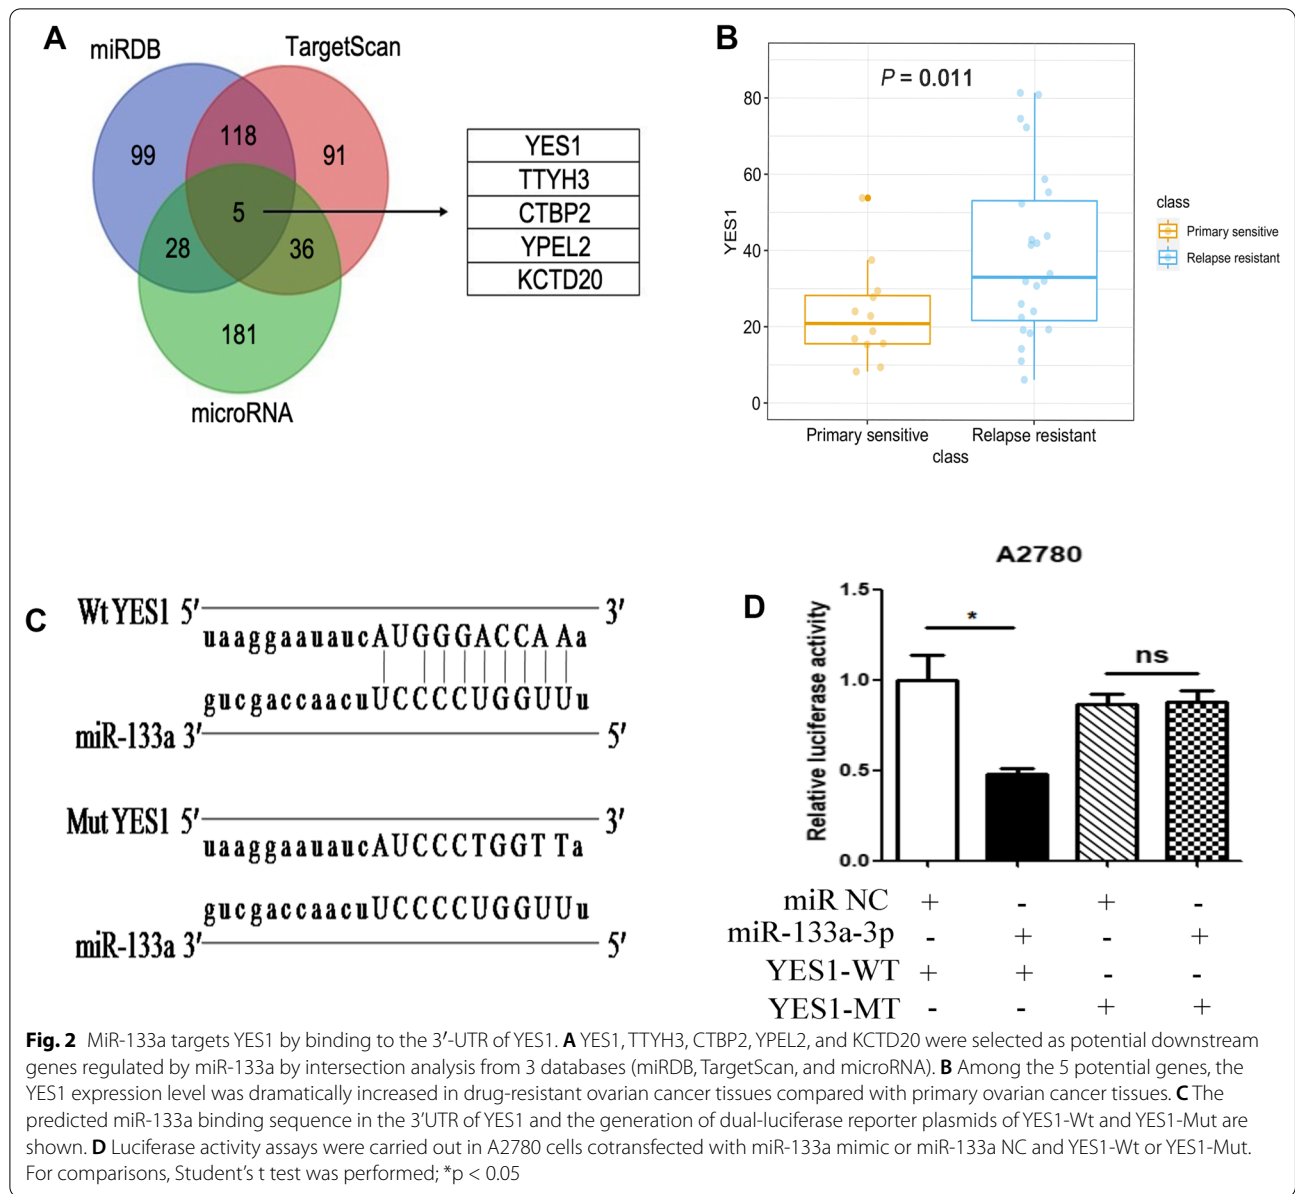 A
miRDB
TargetScan
99
118
91
5
28
36
181
microRNA
YES1
TTYH3
CTBP2
YPEL2
KCTD20
B
P = 0.011
YES1
80
60
40
20
0
Primary sensitive
Relapse resistant
class
class
Primary sensitive
Relapse resistant
C
Wt YES1 5′ 3′
uaaggaauaucAUGGGACCAAa
gucgaccaacuUCCCCUGGUUu
miR-133a 3′ 5′
Mut YES1 5′ 3′
uaaggaauaucAUCCCTGGTTa
gucgaccaacuUCCCCUGGUUu
miR-133a 3′ 5′
D
A2780
Relative luciferase activity
1.5
1.0
0.5
0.0
*
ns
miR NC + - + -
miR-133a-3p - + - +
YES1-WT + + - -
YES1-MT - - + +
Fig. 2 MiR-133a targets YES1 by binding to the 3′-UTR of YES1. A YES1, TTYH3, CTBP2, YPEL2, and KCTD20 were selected as potential downstream
genes regulated by miR-133a by intersection analysis from 3 databases (miRDB, TargetScan, and microRNA). B Among the 5 potential genes, the
YES1 expression level was dramatically increased in drug-resistant ovarian cancer tissues compared with primary ovarian cancer tissues. C The
predicted miR-133a binding sequence in the 3′UTR of YES1 and the generation of dual-luciferase reporter plasmids of YES1-Wt and YES1-Mut are
shown. D Luciferase activity assays were carried out in A2780 cells cotransfected with miR-133a mimic or miR-133a NC and YES1-Wt or YES1-Mut.
For comparisons, Student's t test was performed; *p < 0.05